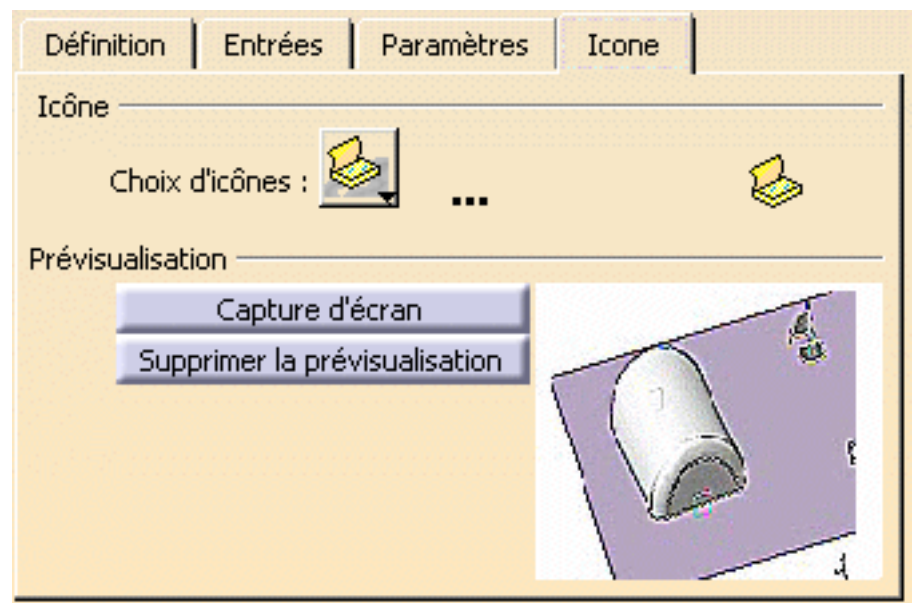 Définition Entrées Paramètres Icone
Icône
Choix d'icônes : ...
Prévisualisation
Capture d'écran
Supprimer la prévisualisation